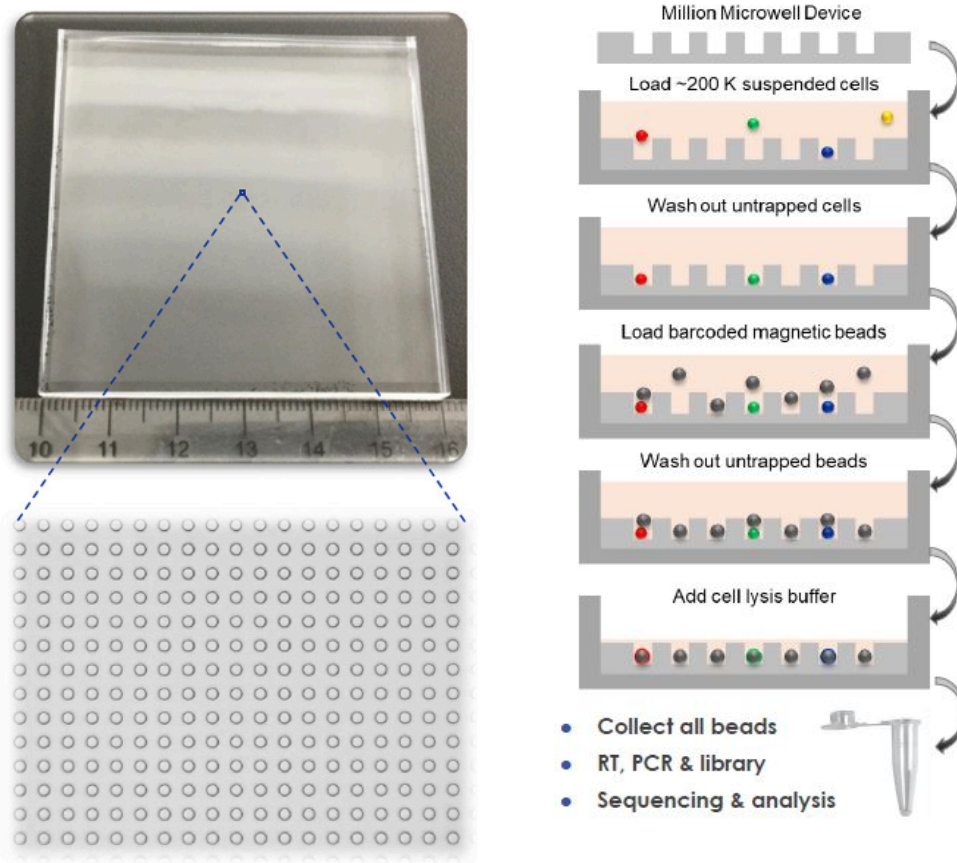 10 11 12 13 14 15 16
Million Microwell Device
Load ~200 K suspended cells
Wash out untrapped cells
Load barcoded magnetic beads
Wash out untrapped beads
Add cell lysis buffer
• Collect all beads
• RT, PCR & library
• Sequencing & analysis